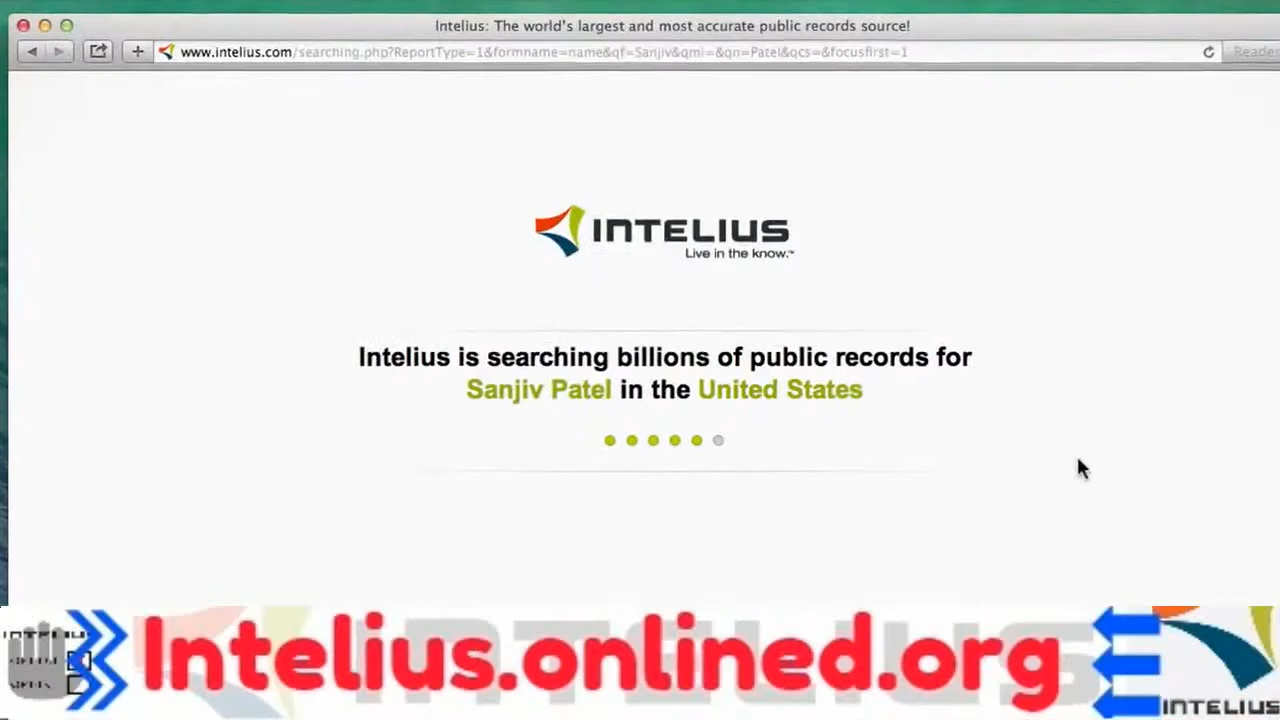 Intelius: The world's largest and most accurate public records source!
www.intelius.com/searching.php?ReportType=1&formname=name&qf=Sanjiv&qmi=&qn=Patel&qcs=&focusfirst=1
Reader
INTELIUS
Live in the know.™
Intelius is searching billions of public records for
Sanjiv Patel in the United States
Intelius.onlined.org
INTELIUS